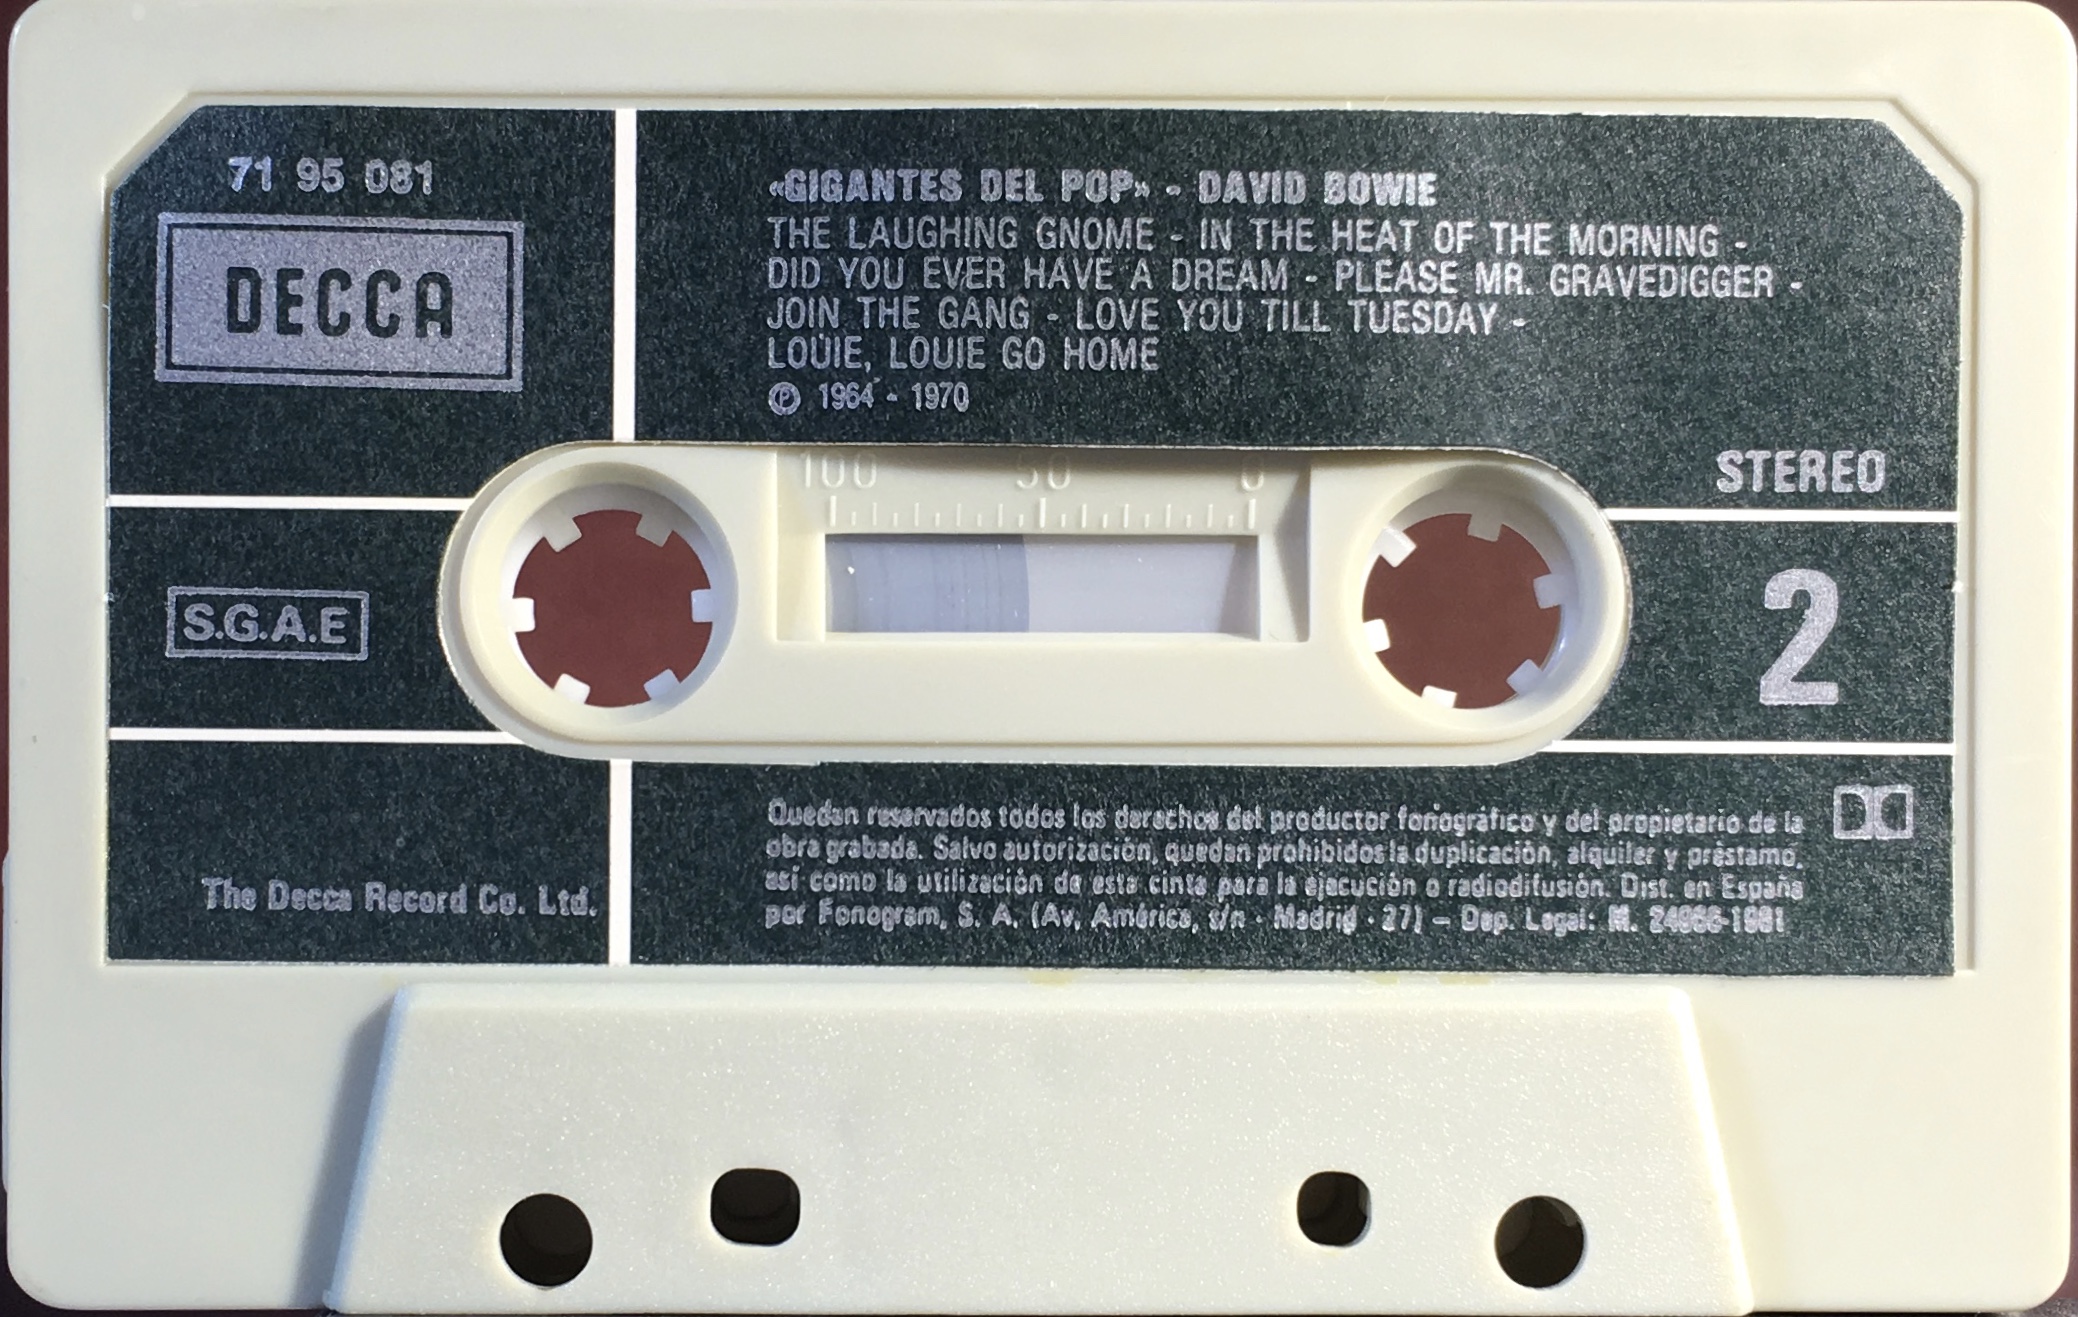 71 95 081
DECCA
«GIGANTES DEL POP» - DAVID BOWIE
THE LAUGHING GNOME - IN THE HEAT OF THE MORNING -
DID YOU EVER HAVE A DREAM - PLEASE MR. GRAVEDIGGER -
JOIN THE GANG - LOVE YOU TILL TUESDAY -
LOUIE, LOUIE GO HOME
Ⓟ 1964 - 1970
STEREO
100 50 0
S.G.A.E
2
The Decca Record Co. Ltd.
Quedan reservados todos los derechos del productor fonográfico y del propietario de la
obra grabada. Salvo autorización, quedan prohibidos la duplicación, alquiler y préstamo,
así como la utilización de esta cinta para la ejecución o radiodifusión. Dist. en España
por Fonogram, S. A. (Av. América, s/n - Madrid - 27) – Dep. Legal: M.